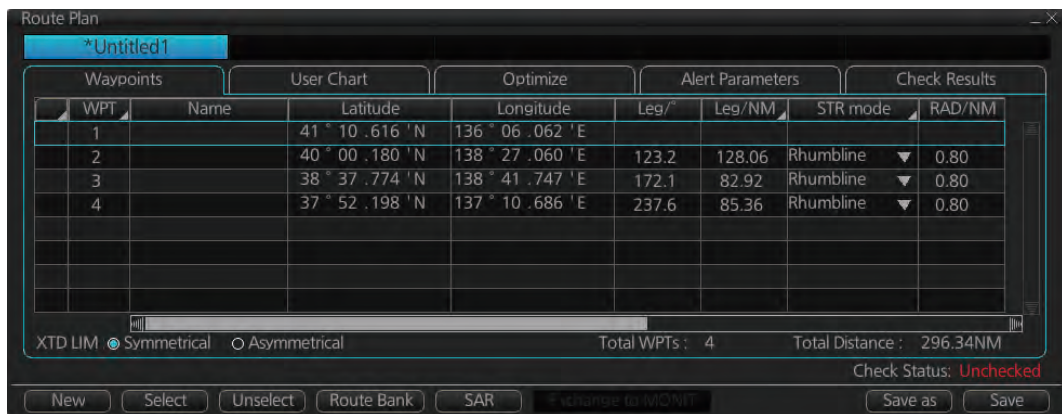 Route Plan
*Untitled1
Waypoints User Chart Optimize Alert Parameters Check Results
WPT Name Latitude Longitude Leg/° Leg/NM STR mode RAD/NM
1 41 ° 10 .616 'N 136 ° 06 .062 'E
2 40 ° 00 .180 'N 138 ° 27 .060 'E 123.2 128.06 Rhumbline 0.80
3 38 ° 37 .774 'N 138 ° 41 .747 'E 172.1 82.92 Rhumbline 0.80
4 37 ° 52 .198 'N 137 ° 10 .686 'E 237.6 85.36 Rhumbline 0.80
XTD LIM Symmetrical Asymmetrical Total WPTs : 4 Total Distance : 296.34NM
Check Status: Unchecked
New Select Unselect Route Bank SAR Exchange to MONIT Save as Save